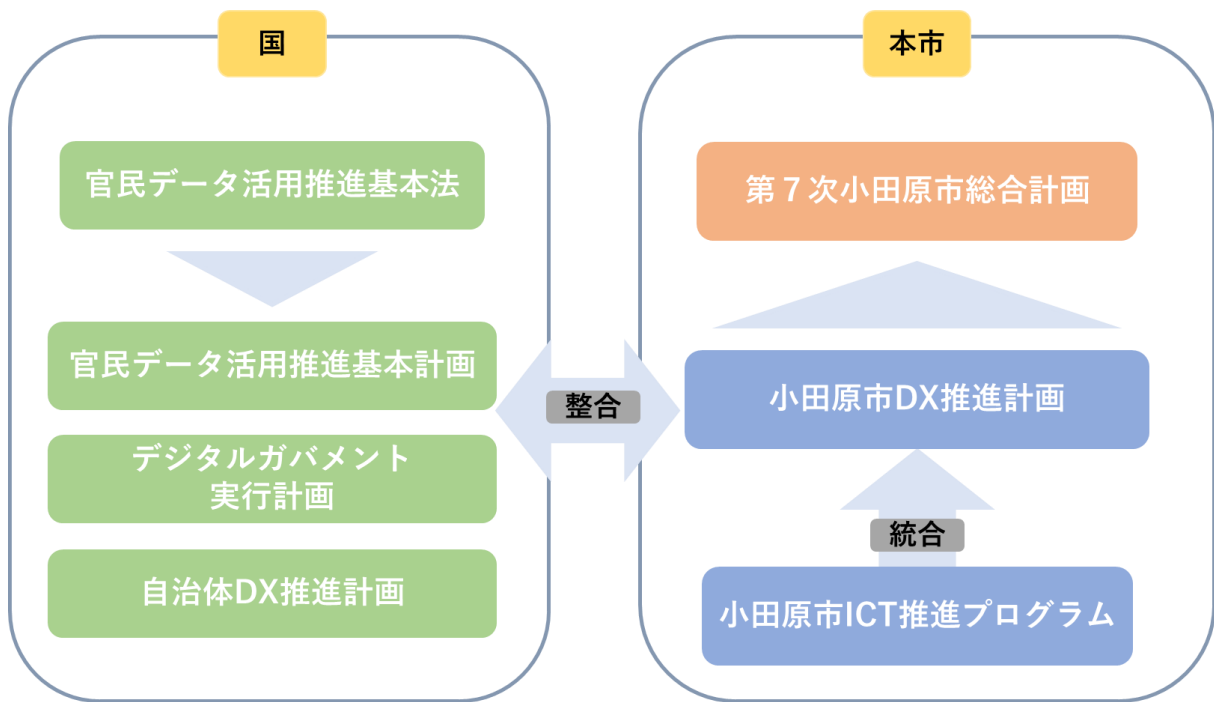 国
官民データ活用推進基本法
官民データ活用推進基本計画
デジタルガバメント
実行計画
自治体DX推進計画
整合
本市
第７次小田原市総合計画
小田原市DX推進計画
統合
小田原市ICT推進プログラム